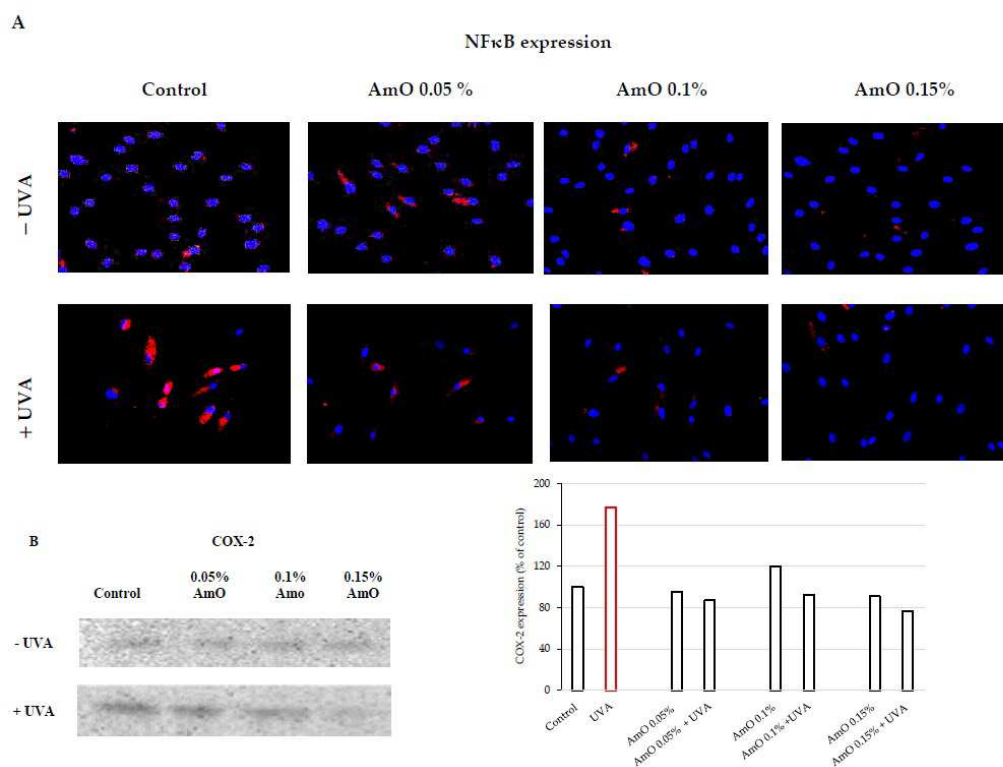 A
NFκB expression
Control AmO 0.05 % AmO 0.1% AmO 0.15%
– UVA
+ UVA
B COX-2
Control 0.05% AmO 0.1% Amo 0.15% AmO
- UVA
+ UVA
COX-2 expression (% of control)
200
160
120
80
40
0
Control
UVA
AmO 0.05%
AmO 0.05% + UVA
AmO 0.1%
AmO 0.1% +UVA
AmO 0.15%
AmO 0.15% + UVA